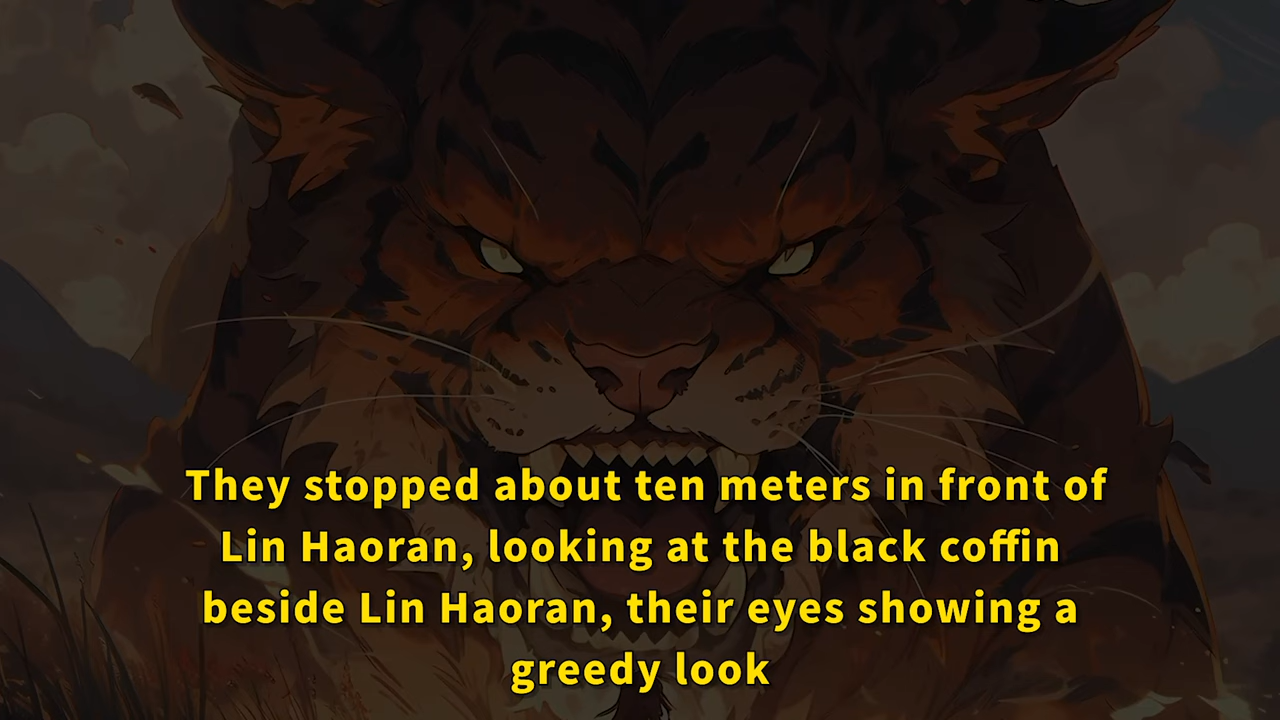 They stopped about ten meters in front of
Lin Haoran, looking at the black coffin
beside Lin Haoran, their eyes showing a
greedy look